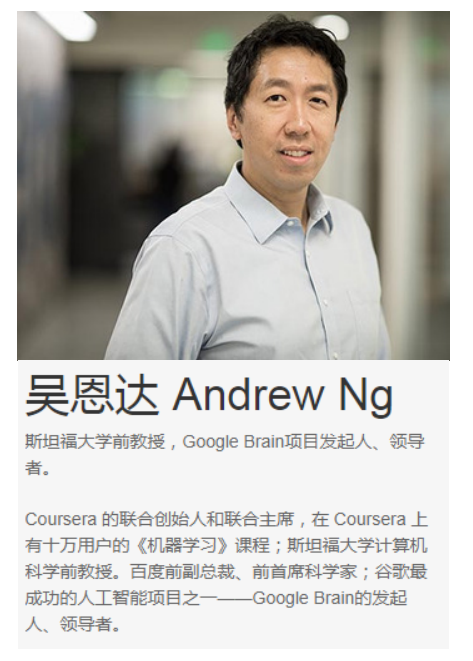 吴恩达 Andrew Ng
斯坦福大学前教授，Google Brain项目发起人、领导
者。
Coursera 的联合创始人和联合主席，在 Coursera 上
有十万用户的《机器学习》课程；斯坦福大学计算机
科学前教授。百度前副总裁、前首席科学家；谷歌最
成功的人工智能项目之一——Google Brain的发起
人、领导者。